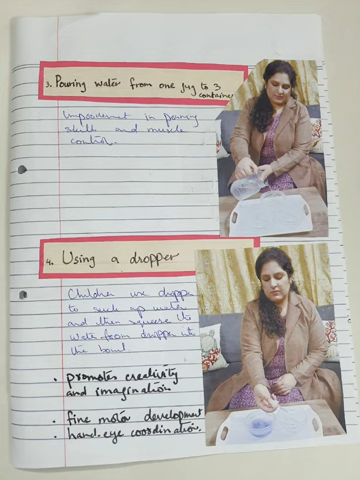 3. Pouring water from one jug to 3
container
Improvement in pouring
skill and muscle
control.
4. Using a dropper
Children use dropper
to suck up water
and then squeeze the
water from dropper into
the bowl
• promotes creativity
and imagination
• fine motor development
• hand-eye coordination.